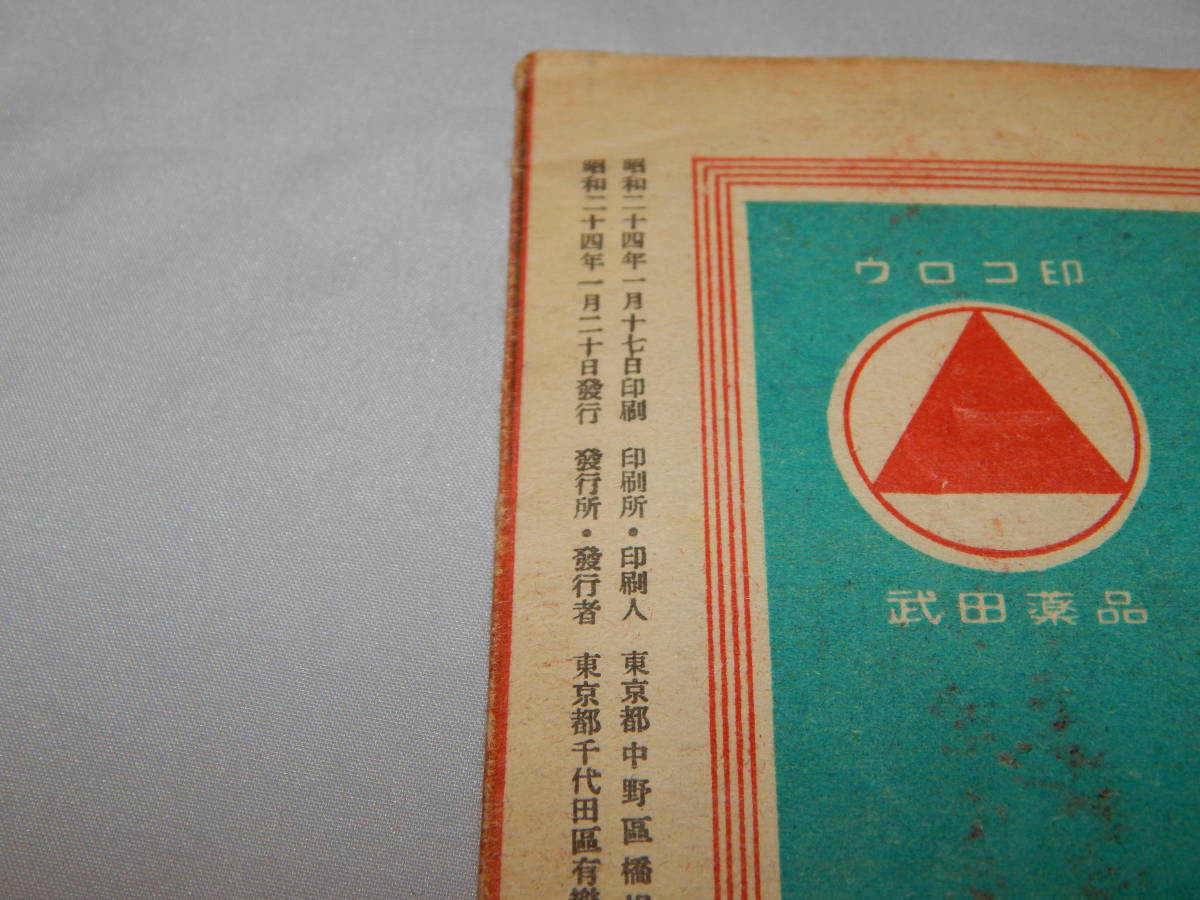 昭和二十四年一月十七日印刷 印刷所・印刷人 東京都中野區橋
昭和二十四年一月二十日發行 發行所・發行者 東京都千代田區有樂
ウロコ印
武田薬品